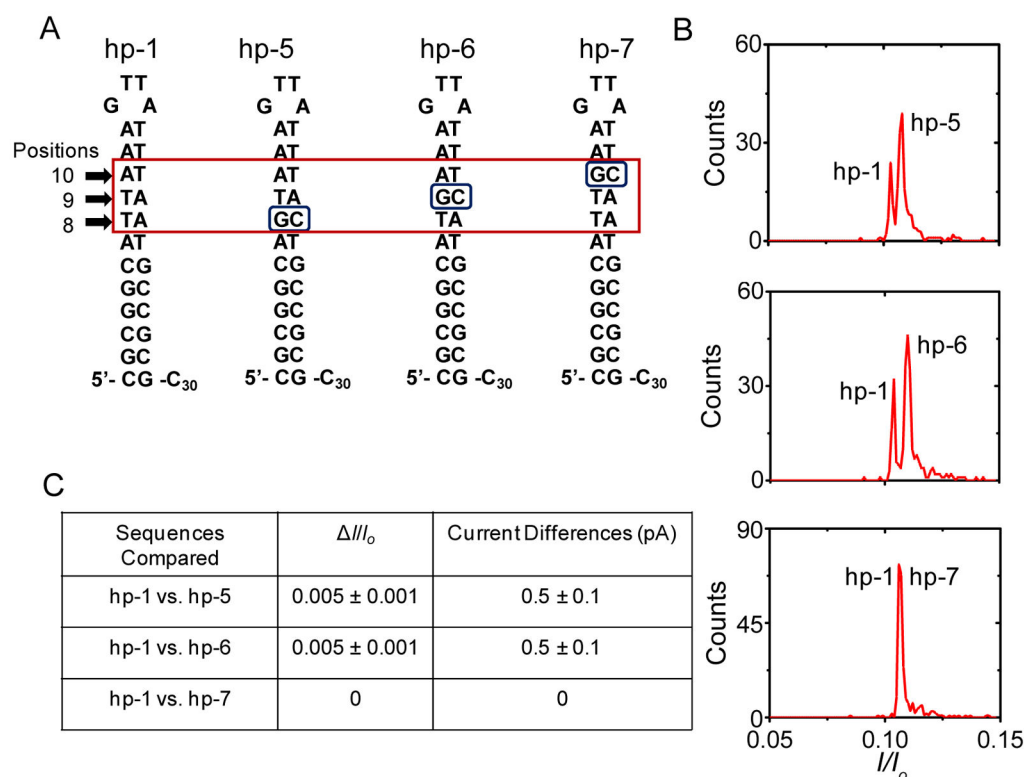 A
hp-1 hp-5 hp-6 hp-7
TT TT TT TT
G A G A G A G A
AT AT AT AT
Positions AT AT AT AT
10 AT AT AT GC
9 TA TA GC TA
8 TA GC TA TA
AT AT AT AT
CG CG CG CG
GC GC GC GC
GC GC GC GC
CG CG CG CG
GC GC GC GC
5’- CG -C30 5’- CG -C30 5’- CG -C30 5’- CG -C30
B
60
30
0
Counts
hp-1
hp-5
60
30
0
Counts
hp-1
hp-6
90
45
0
Counts
hp-1 hp-7
0.05 0.10 0.15
I/Io
C
Sequences Compared ΔI/Io Current Differences (pA)
hp-1 vs. hp-5 0.005 ± 0.001 0.5 ± 0.1
hp-1 vs. hp-6 0.005 ± 0.001 0.5 ± 0.1
hp-1 vs. hp-7 0 0